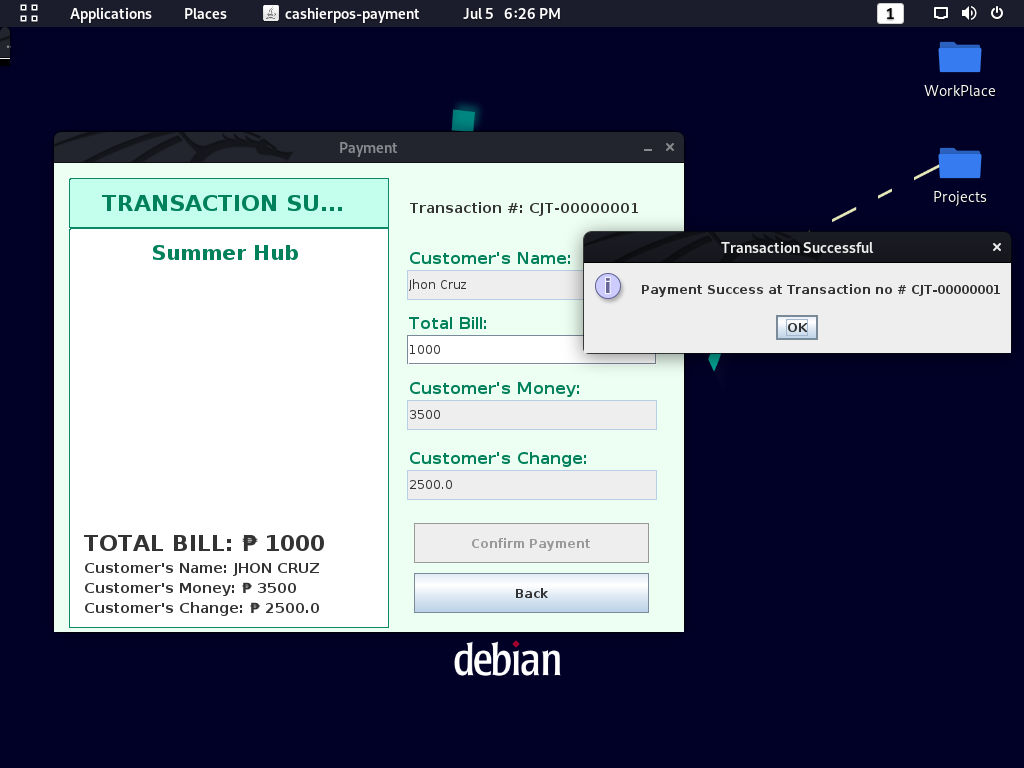 Applications Places cashierpos-payment Jul 5 6:26 PM 1
WorkPlace
Projects
Payment
TRANSACTION SU...
Summer Hub
TOTAL BILL: ₱ 1000
Customer's Name: JHON CRUZ
Customer's Money: ₱ 3500
Customer's Change: ₱ 2500.0
Transaction #: CJT-00000001
Customer's Name:
Jhon Cruz
Total Bill:
1000
Customer's Money:
3500
Customer's Change:
2500.0
Confirm Payment
Back
Transaction Successful
Payment Success at Transaction no # CJT-00000001
OK
debian